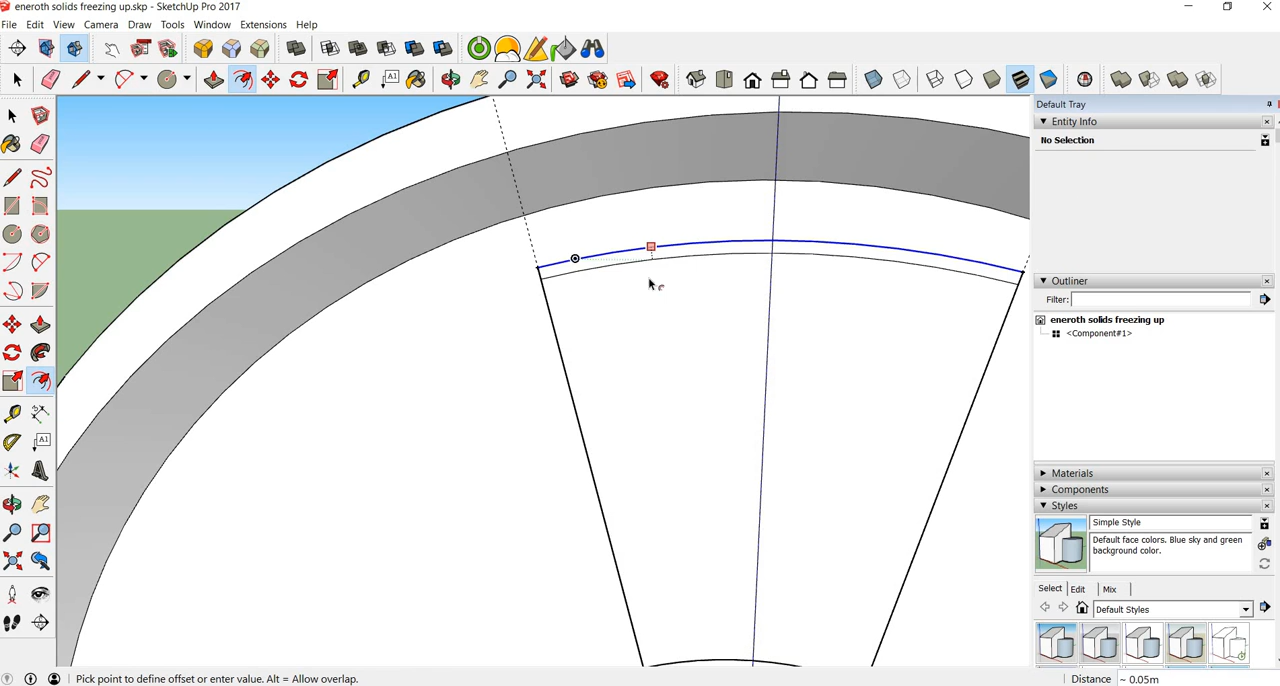 eneroth solids freezing up.skp - SketchUp Pro 2017
File Edit View Camera Draw Tools Window Extensions Help
A1
Default Tray
Entity Info
No Selection
Outliner
Filter:
eneroth solids freezing up
<Component#1>
A1
Materials
Components
Styles
Simple Style
Default face colors. Blue sky and green
background color.
Select Edit Mix
Default Styles
Pick point to define offset or enter value. Alt = Allow overlap.
Distance ~ 0.05m